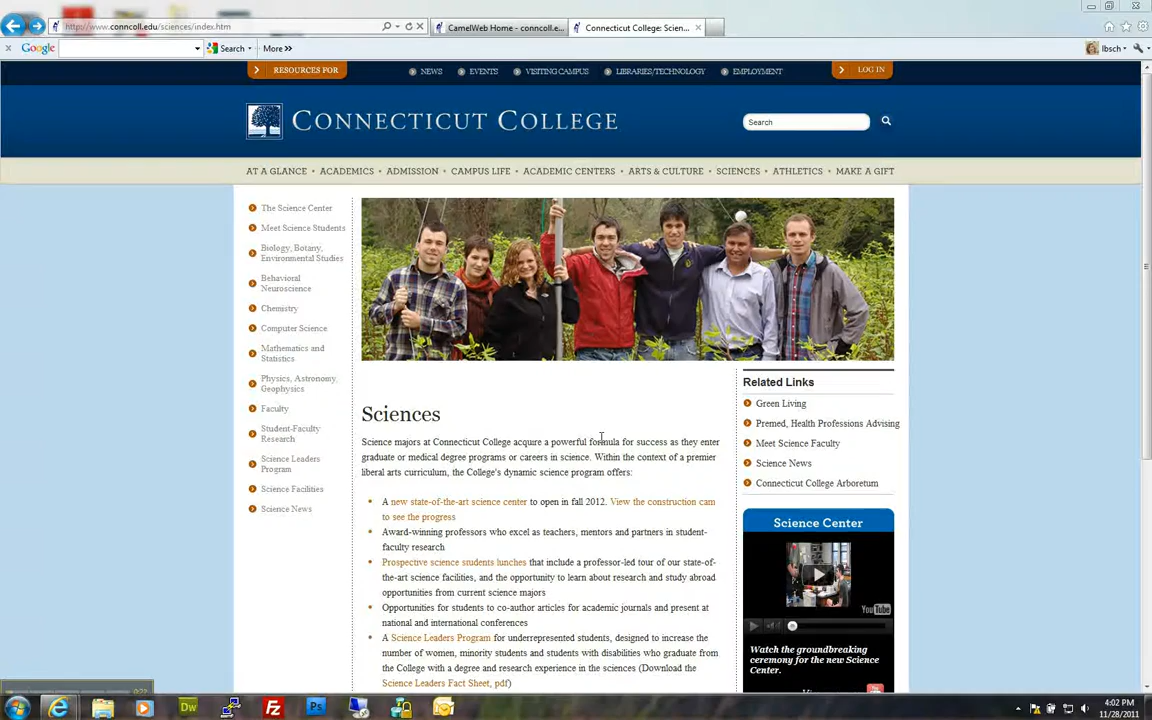 http://www.conncoll.edu/sciences/index.htm
CamelWeb Home - conncoll.e...
Connecticut College: Scien...
Google
Search
More »
lbsch
RESOURCES FOR
NEWS
EVENTS
VISITING CAMPUS
LIBRARIES/TECHNOLOGY
EMPLOYMENT
LOG IN
CONNECTICUT COLLEGE
Search
AT A GLANCE • ACADEMICS • ADMISSION • CAMPUS LIFE • ACADEMIC CENTERS • ARTS & CULTURE • SCIENCES • ATHLETICS • MAKE A GIFT
The Science Center
Meet Science Students
Biology, Botany,
Environmental Studies
Behavioral
Neuroscience
Chemistry
Computer Science
Mathematics and
Statistics
Physics, Astronomy,
Geophysics
Faculty
Student-Faculty
Research
Science Leaders
Program
Science Facilities
Science News
Sciences
Science majors at Connecticut College acquire a powerful formula for success as they enter
graduate or medical degree programs or careers in science. Within the context of a premier
liberal arts curriculum, the College's dynamic science program offers:
• A new state-of-the-art science center to open in fall 2012. View the construction cam
to see the progress
• Award-winning professors who excel as teachers, mentors and partners in student-
faculty research
• Prospective science students lunches that include a professor-led tour of our state-of-
the-art science facilities, and the opportunity to learn about research and study abroad
opportunities from current science majors
• Opportunities for students to co-author articles for academic journals and present at
national and international conferences
• A Science Leaders Program for underrepresented students, designed to increase the
number of women, minority students and students with disabilities who graduate from
the College with a degree and research experience in the sciences (Download the
Science Leaders Fact Sheet, pdf)
Related Links
Green Living
Premed, Health Professions Advising
Meet Science Faculty
Science News
Connecticut College Arboretum
Science Center
YouTube
Watch the groundbreaking
ceremony for the new Science
Center.
Dw
Fz
Ps
4:02 PM
11/28/2011